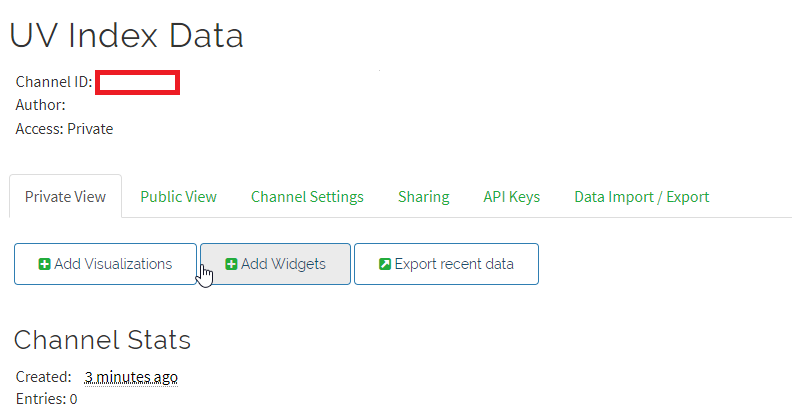 UV Index Data
Channel ID:
Author:
Access: Private
Private View Public View Channel Settings Sharing API Keys Data Import / Export
Add Visualizations Add Widgets Export recent data
Channel Stats
Created: 3 minutes ago
Entries: 0